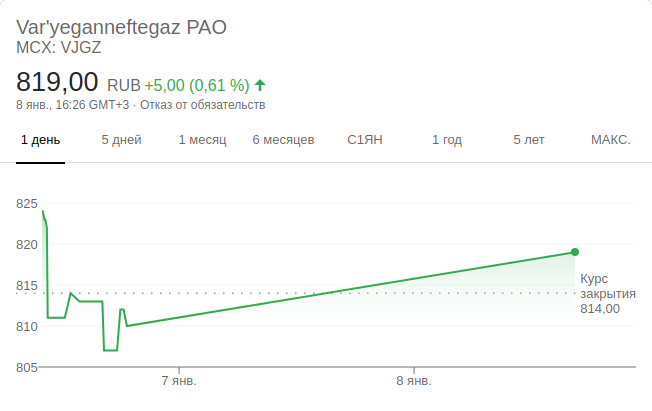 Var'yeganneftegaz PAO
MCX: VJGZ
819,00 RUB +5,00 (0,61 %) ↑
8 янв., 16:26 GMT+3 · Отказ от обязательств
1 день 5 дней 1 месяц 6 месяцев С1ЯН 1 год 5 лет МАКС.
825
820
815
810
805
Курс
закрытия
814,00
7 янв. 8 янв.